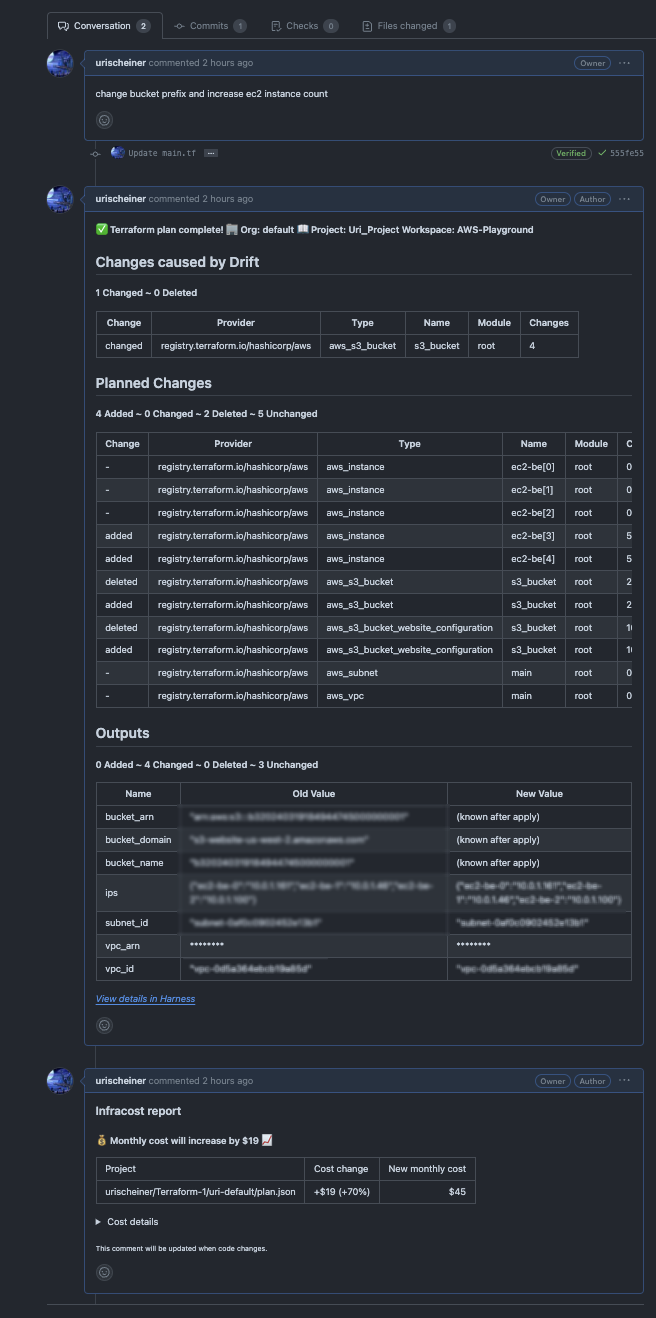 Conversation 2 Commits 1 Checks 0 Files changed 1
urischeiner commented 2 hours ago Owner ···
change bucket prefix and increase ec2 instance count
Update main.tf ... Verified 555fe55
urischeiner commented 2 hours ago Owner Author ···
✅ Terraform plan complete! Org: default 📖 Project: Uri_Project Workspace: AWS-Playground
Changes caused by Drift
1 Changed ~ 0 Deleted
Change Provider Type Name Module Changes
changed registry.terraform.io/hashicorp/aws aws_s3_bucket s3_bucket root 4
Planned Changes
4 Added ~ 0 Changed ~ 2 Deleted ~ 5 Unchanged
Change Provider Type Name Module C
- registry.terraform.io/hashicorp/aws aws_instance ec2-be[0] root 0
- registry.terraform.io/hashicorp/aws aws_instance ec2-be[1] root 0
- registry.terraform.io/hashicorp/aws aws_instance ec2-be[2] root 0
added registry.terraform.io/hashicorp/aws aws_instance ec2-be[3] root 5
added registry.terraform.io/hashicorp/aws aws_instance ec2-be[4] root 5
deleted registry.terraform.io/hashicorp/aws aws_s3_bucket s3_bucket root 2
added registry.terraform.io/hashicorp/aws aws_s3_bucket s3_bucket root 2
deleted registry.terraform.io/hashicorp/aws aws_s3_bucket_website_configuration s3_bucket root 1
added registry.terraform.io/hashicorp/aws aws_s3_bucket_website_configuration s3_bucket root 1
- registry.terraform.io/hashicorp/aws aws_subnet main root 0
- registry.terraform.io/hashicorp/aws aws_vpc main root 0
Outputs
0 Added ~ 4 Changed ~ 0 Deleted ~ 3 Unchanged
Name Old Value New Value
bucket_arn (known after apply)
bucket_domain (known after apply)
bucket_name (known after apply)
ips
subnet_id
vpc_arn ******** ********
vpc_id
View details in Harness
urischeiner commented 2 hours ago Owner Author ···
Infracost report
💰 Monthly cost will increase by $19 📈
Project Cost change New monthly cost
urischeiner/Terraform-1/uri-default/plan.json +$19 (+70%) $45
Cost details
This comment will be updated when code changes.